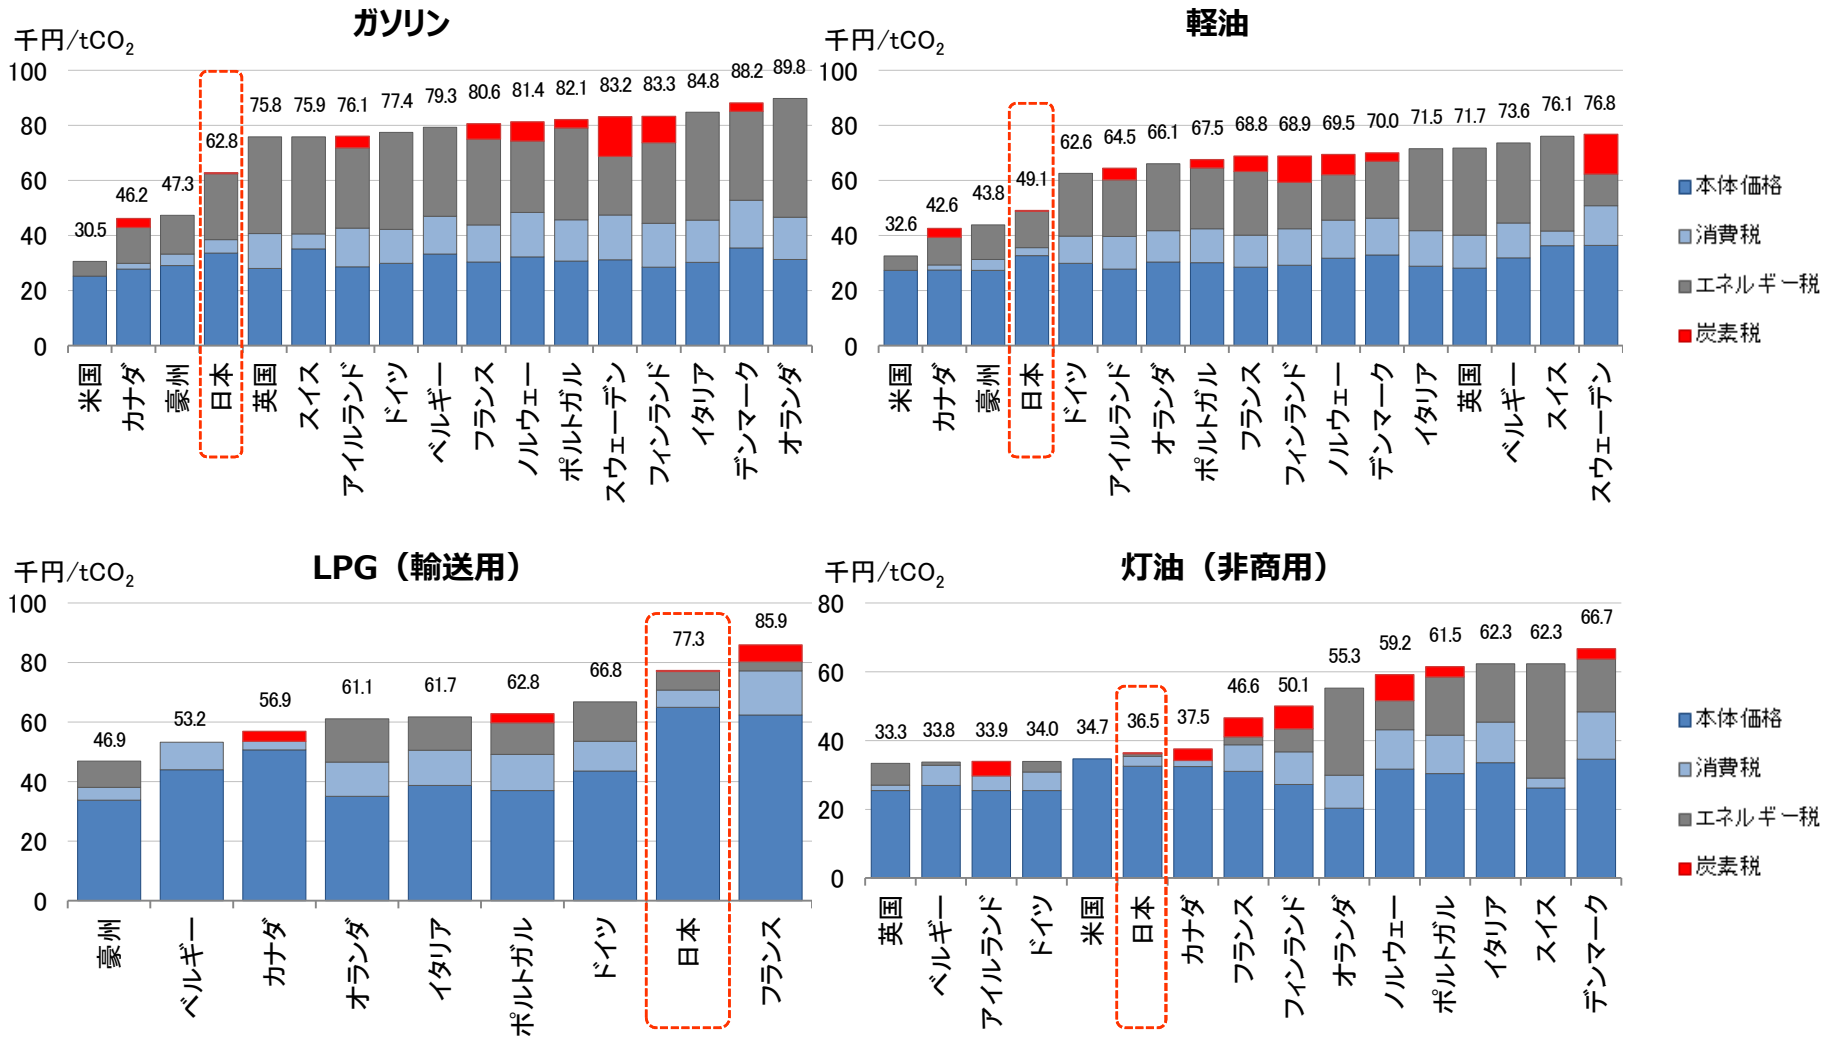 ガソリン
千円/tCO2
100
80
60
40
20
0
30.5
46.2
47.3
62.8
75.8
75.9
76.1
77.4
79.3
80.6
81.4
82.1
83.2
83.3
84.8
88.2
89.8
米国
カナダ
豪州
日本
英国
スイス
アイルランド
ドイツ
ベルギー
フランス
ノルウェー
ポルトガル
スウェーデン
フィンランド
イタリア
デンマーク
オランダ
軽油
千円/tCO2
100
80
60
40
20
0
32.6
42.6
43.8
49.1
62.6
64.5
66.1
67.5
68.8
68.9
69.5
70.0
71.5
71.7
73.6
76.1
76.8
米国
カナダ
豪州
日本
ドイツ
アイルランド
オランダ
ポルトガル
フランス
フィンランド
ノルウェー
デンマーク
イタリア
英国
ベルギー
スイス
スウェーデン
本体価格
消費税
エネルギー税
炭素税
LPG（輸送用）
千円/tCO2
100
80
60
40
20
0
46.9
53.2
56.9
61.1
61.7
62.8
66.8
77.3
85.9
豪州
ベルギー
カナダ
オランダ
イタリア
ポルトガル
ドイツ
日本
フランス
灯油（非商用）
千円/tCO2
80
60
40
20
0
33.3
33.8
33.9
34.0
34.7
36.5
37.5
46.6
50.1
55.3
59.2
61.5
62.3
62.3
66.7
英国
ベルギー
アイルランド
ドイツ
米国
日本
カナダ
フランス
フィンランド
オランダ
ノルウェー
ポルトガル
イタリア
スイス
デンマーク
本体価格
消費税
エネルギー税
炭素税